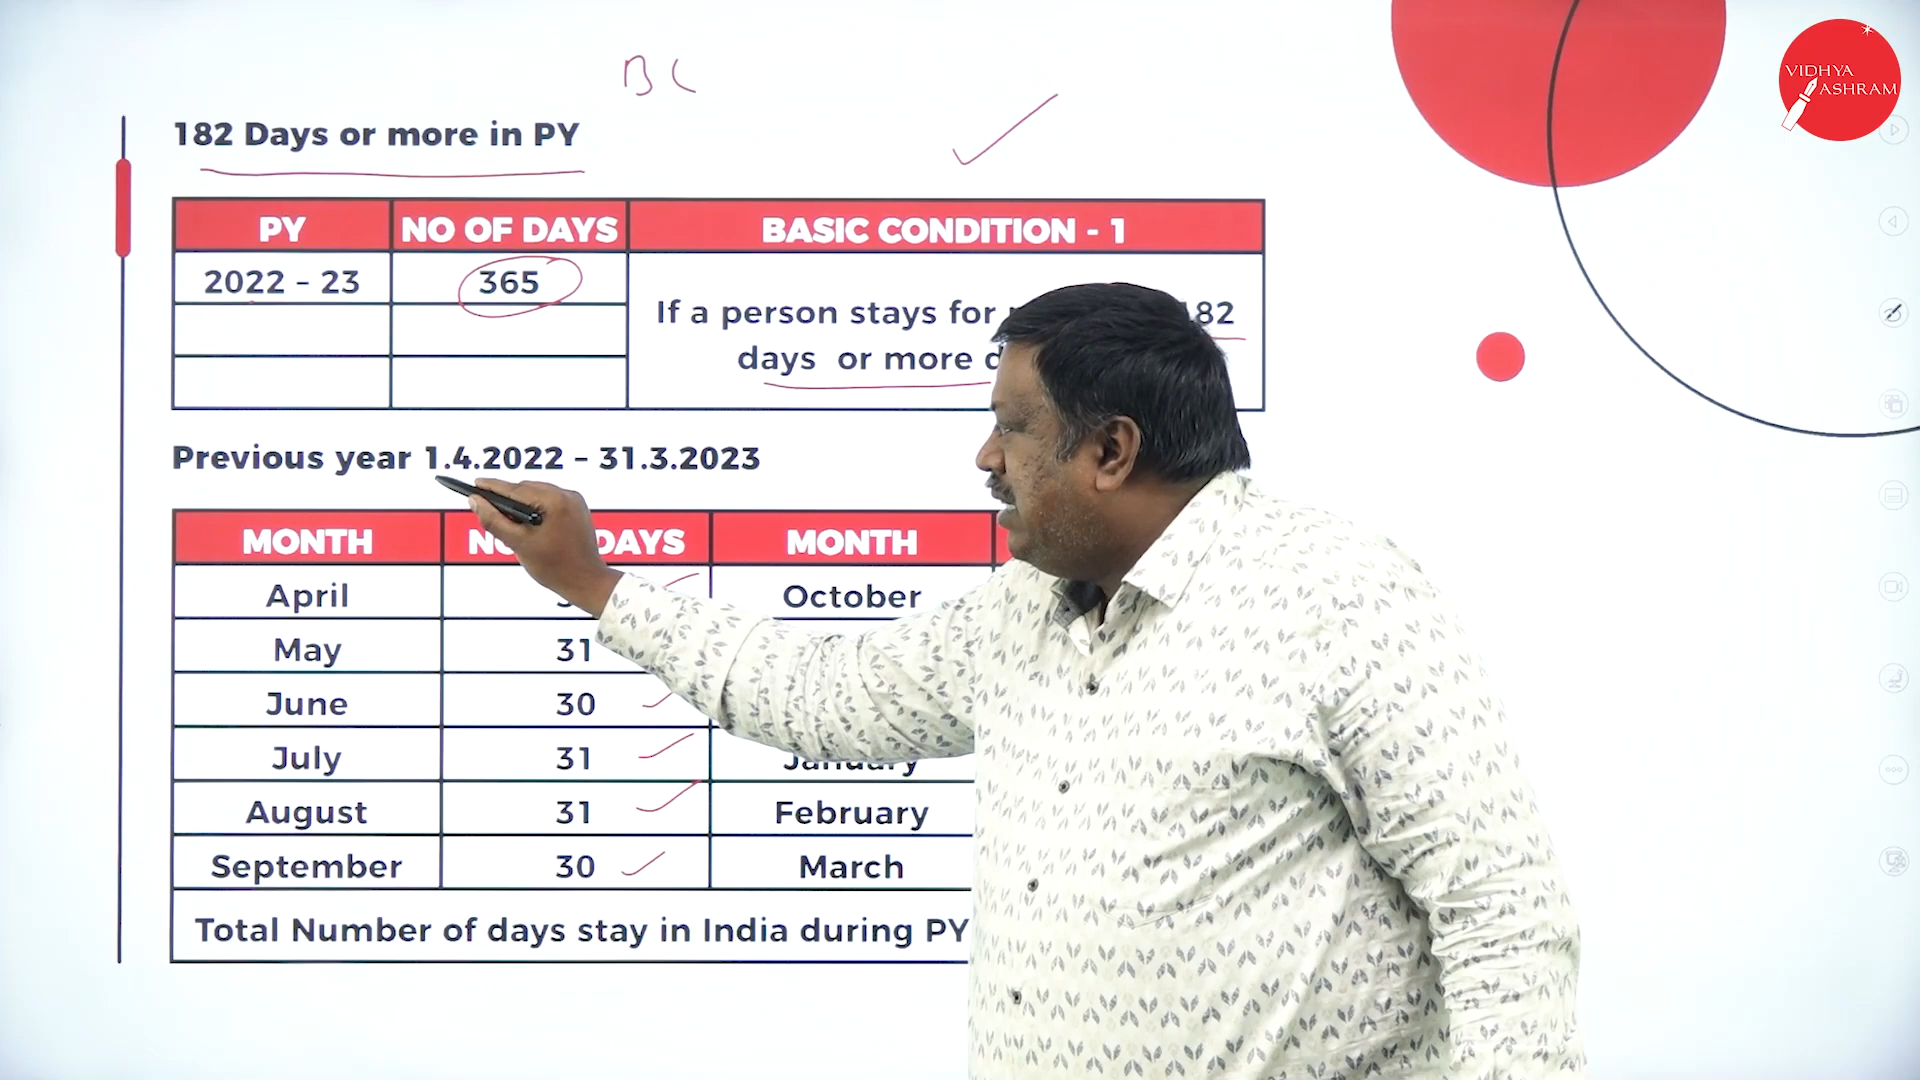 VIDHYA
ASHRAM
BC
182 Days or more in PY
PY NO OF DAYS BASIC CONDITION - 1
2022 - 23 365
If a person stays for 182
days or more
Previous year 1.4.2022 - 31.3.2023
MONTH DAYS MONTH
April October
May 31
June 30
July 31 January
August 31 February
September 30 March
Total Number of days stay in India during PY